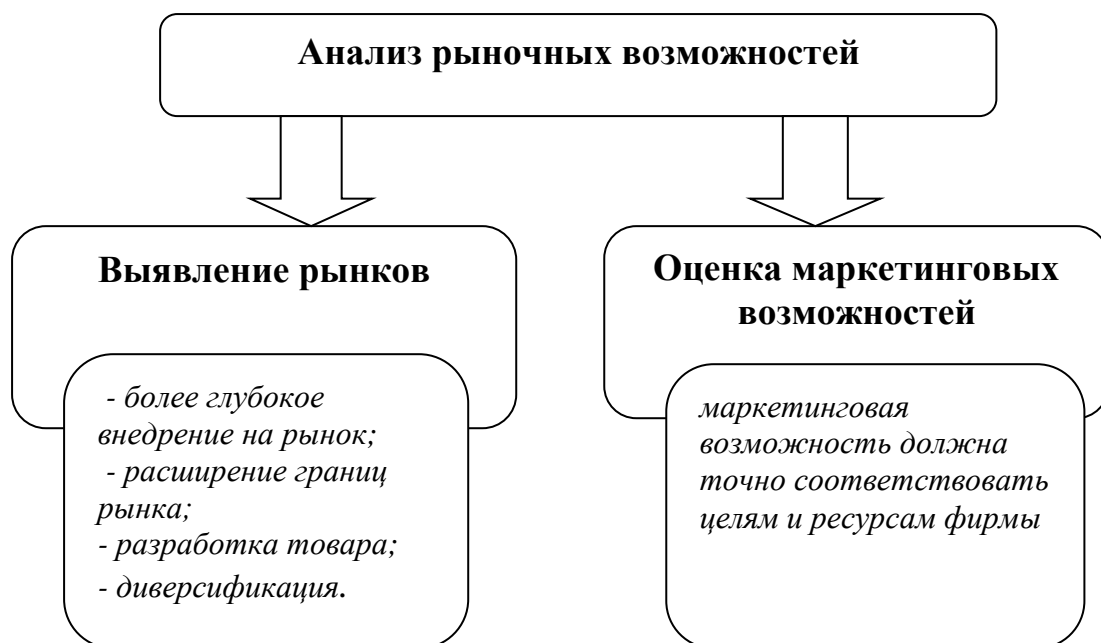 Анализ рыночных возможностей
Выявление рынков
- более глубокое
внедрение на рынок;
- расширение границ
рынка;
- разработка товара;
- диверсификация.
Оценка маркетинговых
возможностей
маркетинговая
возможность должна
точно соответствовать
целям и ресурсам фирмы